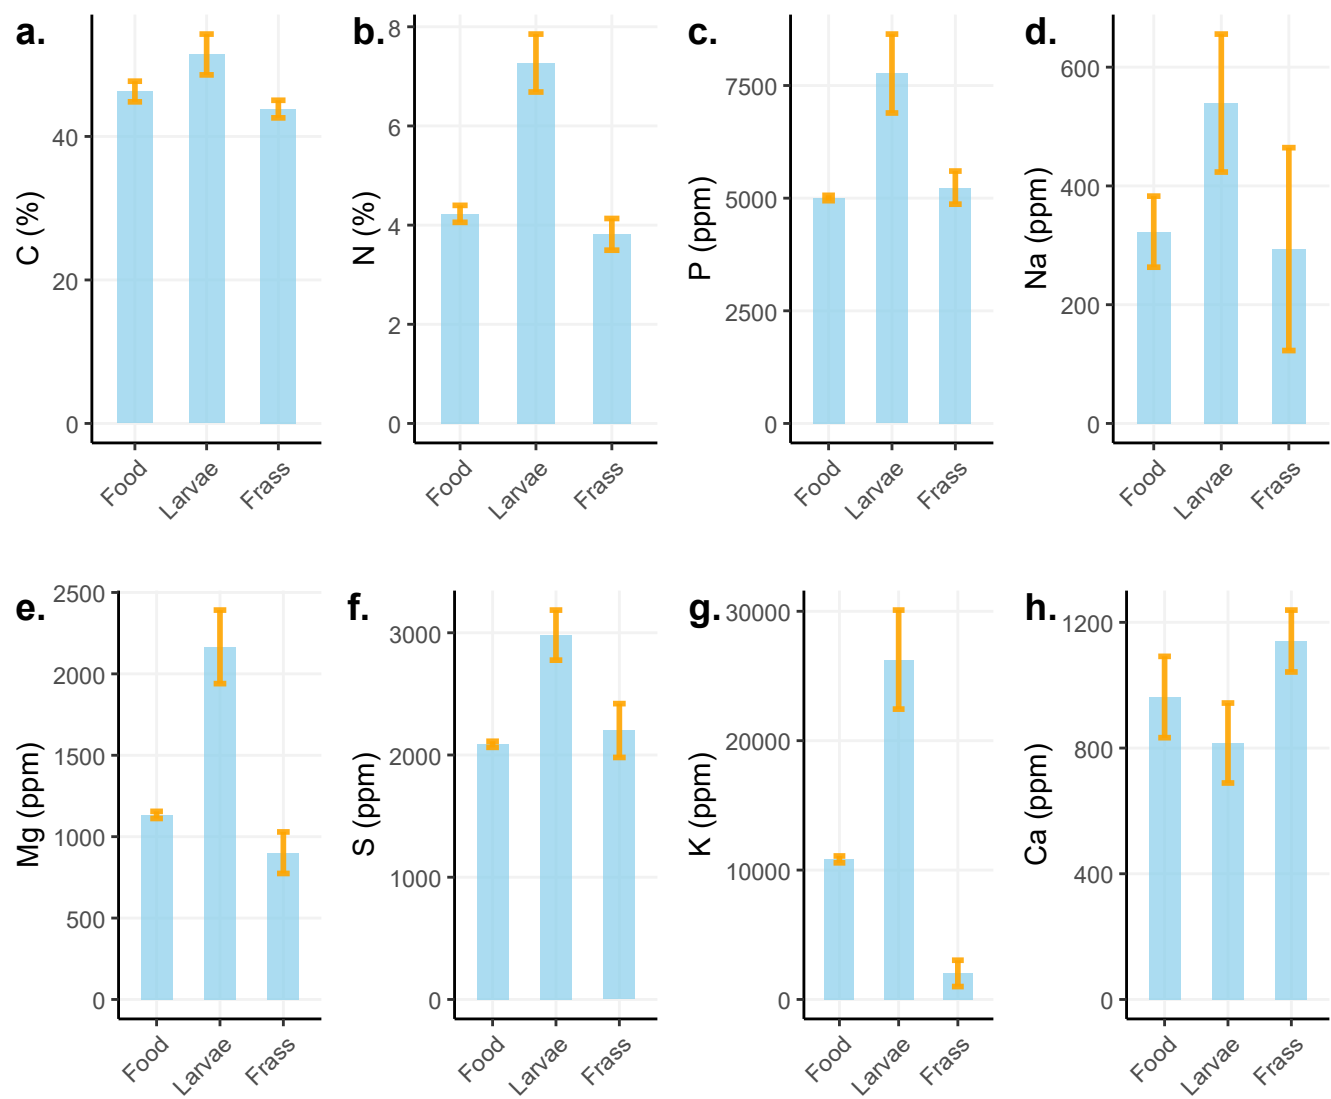 a.
C (%)
40
20
0
Food
Larvae
Frass
b.
N (%)
8
6
4
2
0
Food
Larvae
Frass
c.
P (ppm)
7500
5000
2500
0
Food
Larvae
Frass
d.
Na (ppm)
600
400
200
0
Food
Larvae
Frass
e.
Mg (ppm)
2500
2000
1500
1000
500
0
Food
Larvae
Frass
f.
S (ppm)
3000
2000
1000
0
Food
Larvae
Frass
g.
K (ppm)
30000
20000
10000
0
Food
Larvae
Frass
h.
Ca (ppm)
1200
800
400
0
Food
Larvae
Frass